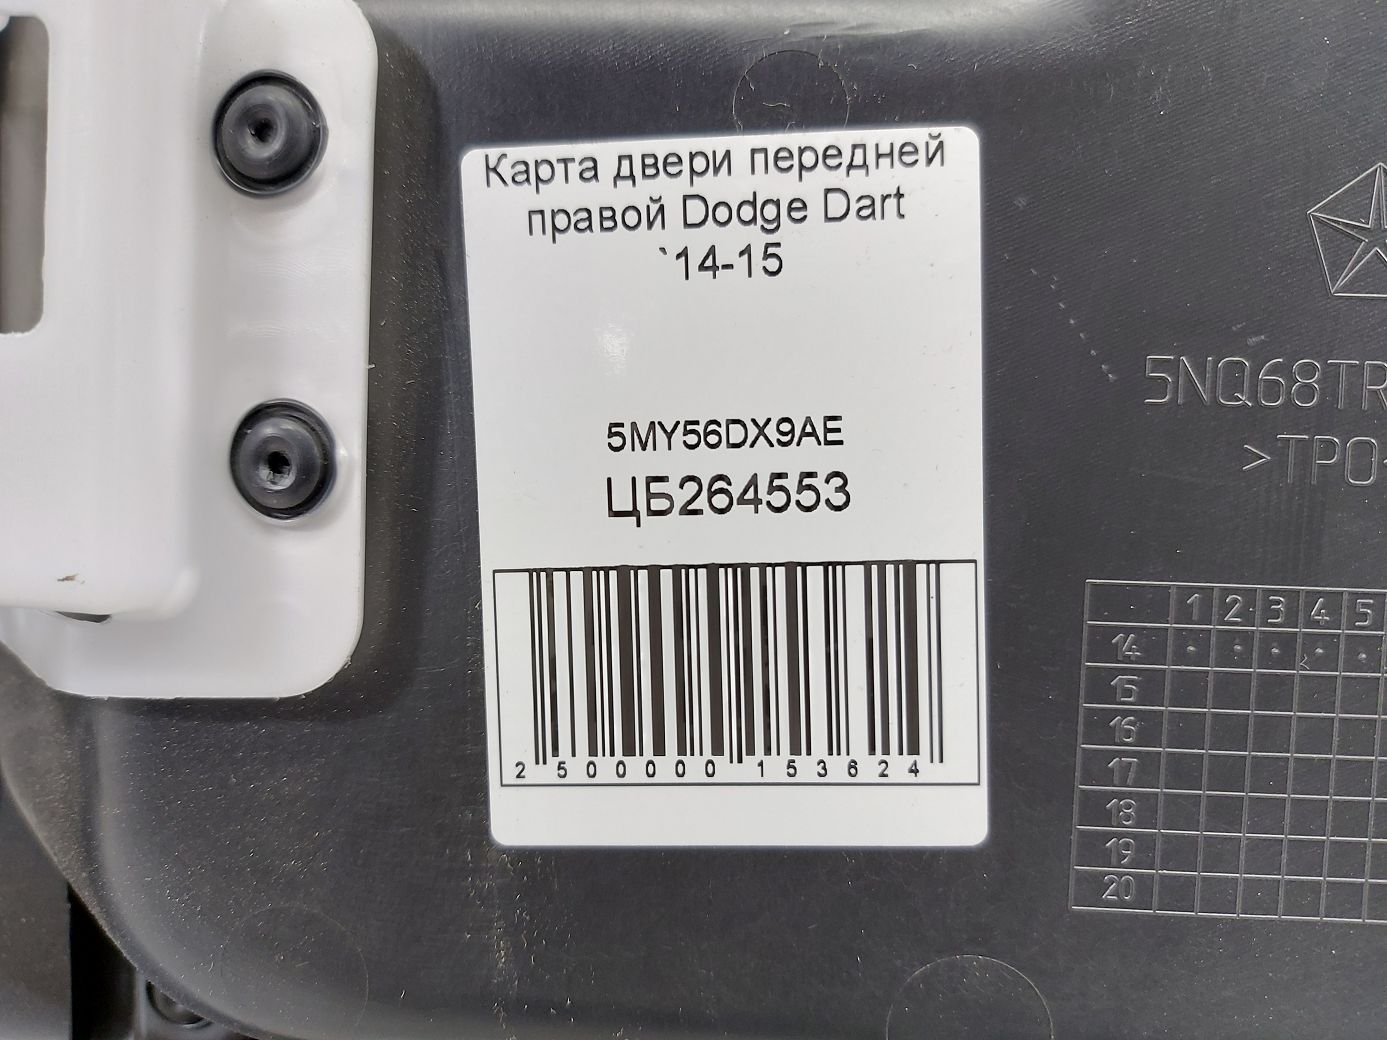 Карта двери передней
правой Dodge Dart
`14-15
5MY56DX9AE
ЦБ264553
2 500000 153624
5NQ68TR
>TPO<
1 2 3 4 5
14
15
16
17
18
19
20